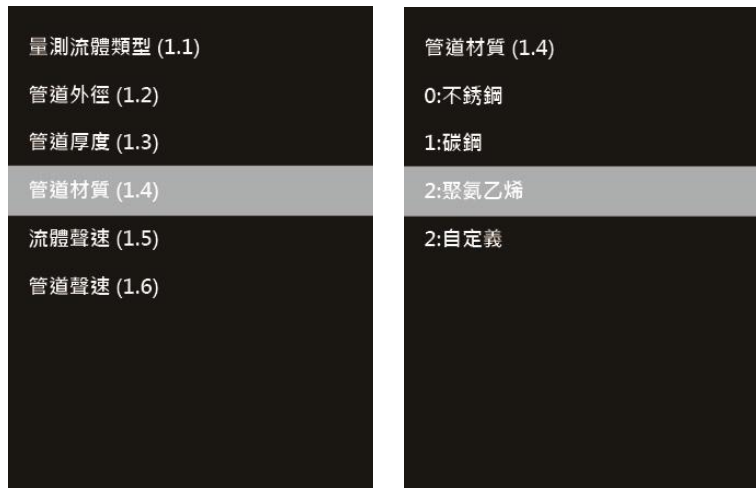 量測流體類型 (1.1)
管道外徑 (1.2)
管道厚度 (1.3)
管道材質 (1.4)
流體聲速 (1.5)
管道聲速 (1.6)
管道材質 (1.4)
0:不銹鋼
1:碳鋼
2:聚氨乙烯
2:自定義